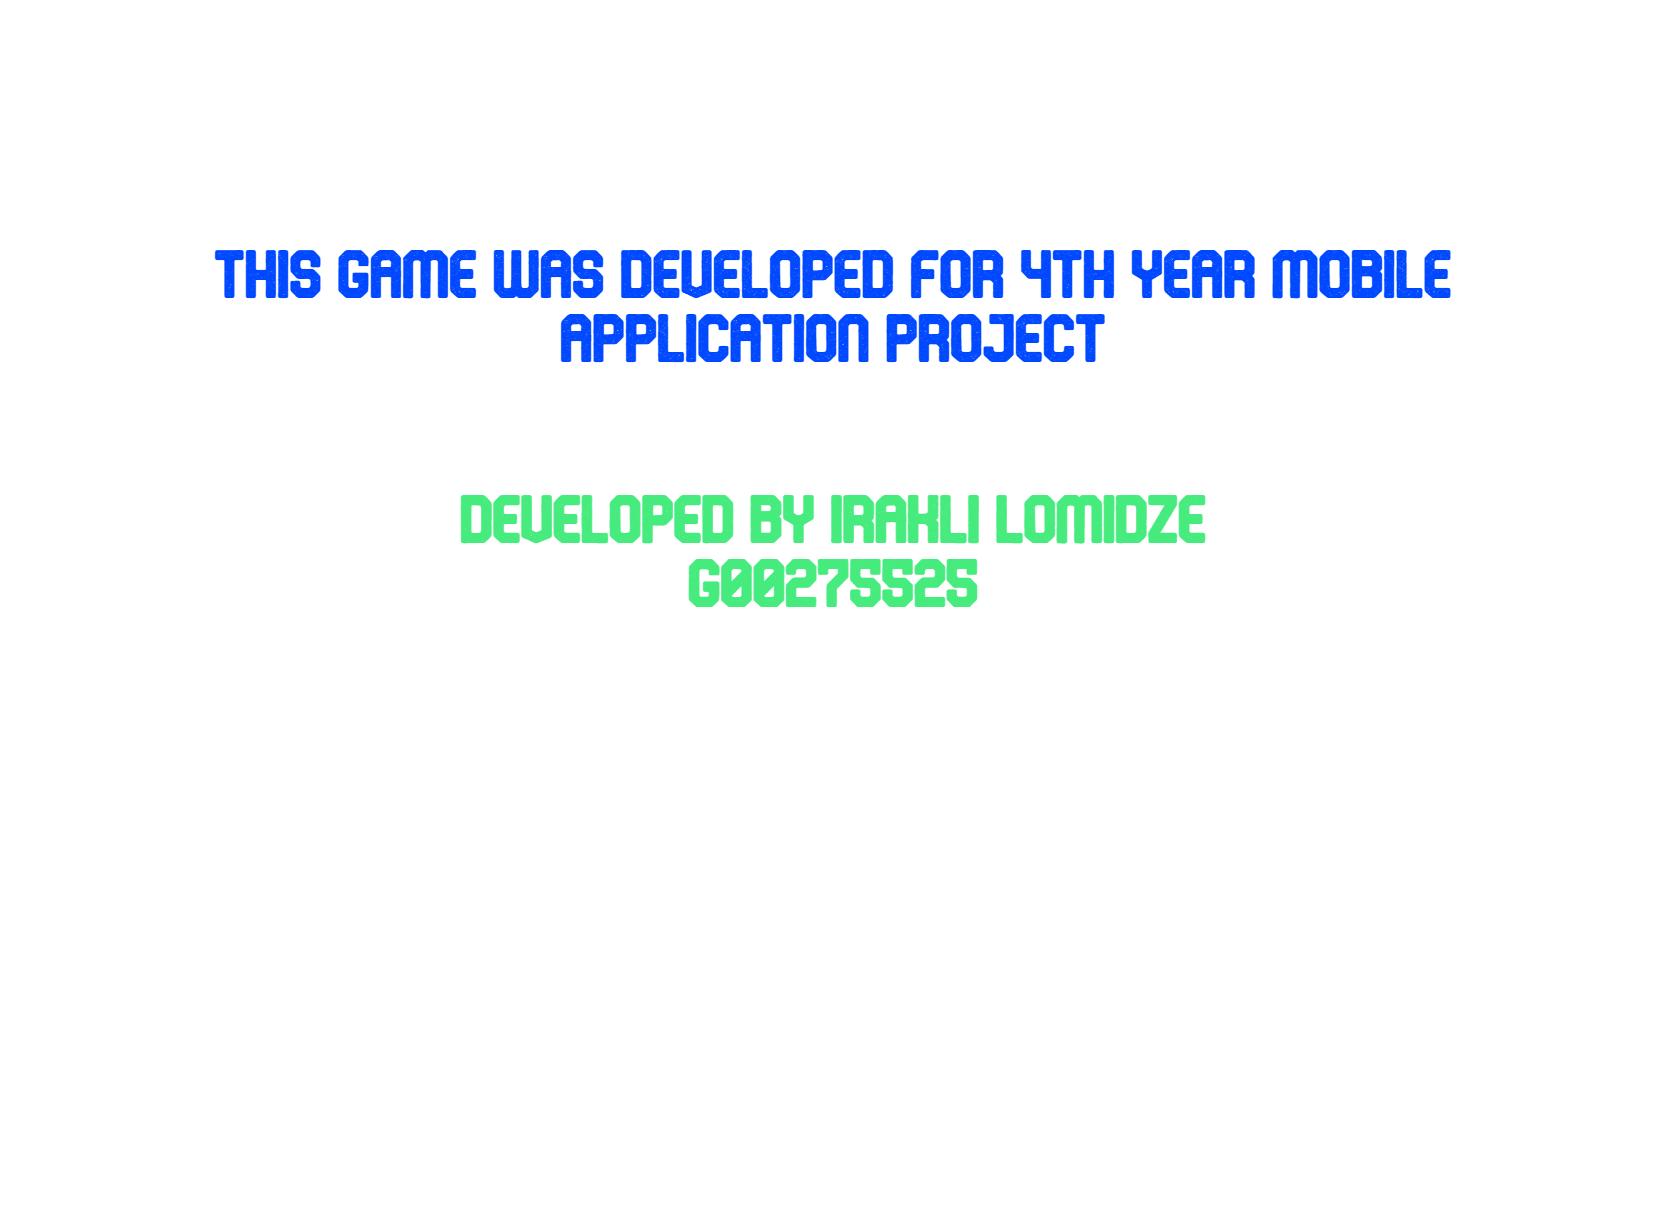 THIS GAME WAS DEVELOPED FOR 4TH YEAR MOBILE
APPLICATION PROJECT
DEVELOPED BY IRAKLI LOMIDZE
G00275525